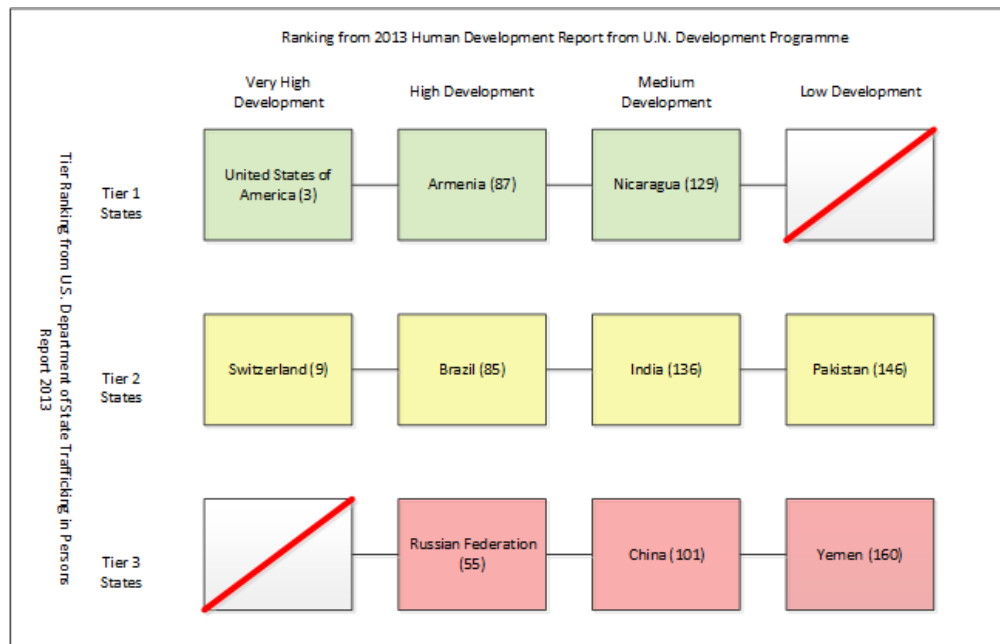 Ranking from 2013 Human Development Report from U.N. Development Programme
Very High
Development
High Development
Medium
Development
Low Development
Tier Ranking from U.S. Department of State Trafficking in Persons
Report 2013
Tier 1
States
United States of
America (3)
Armenia (87)
Nicaragua (129)
Tier 2
States
Switzerland (9)
Brazil (85)
India (136)
Pakistan (146)
Tier 3
States
Russian Federation
(55)
China (101)
Yemen (160)